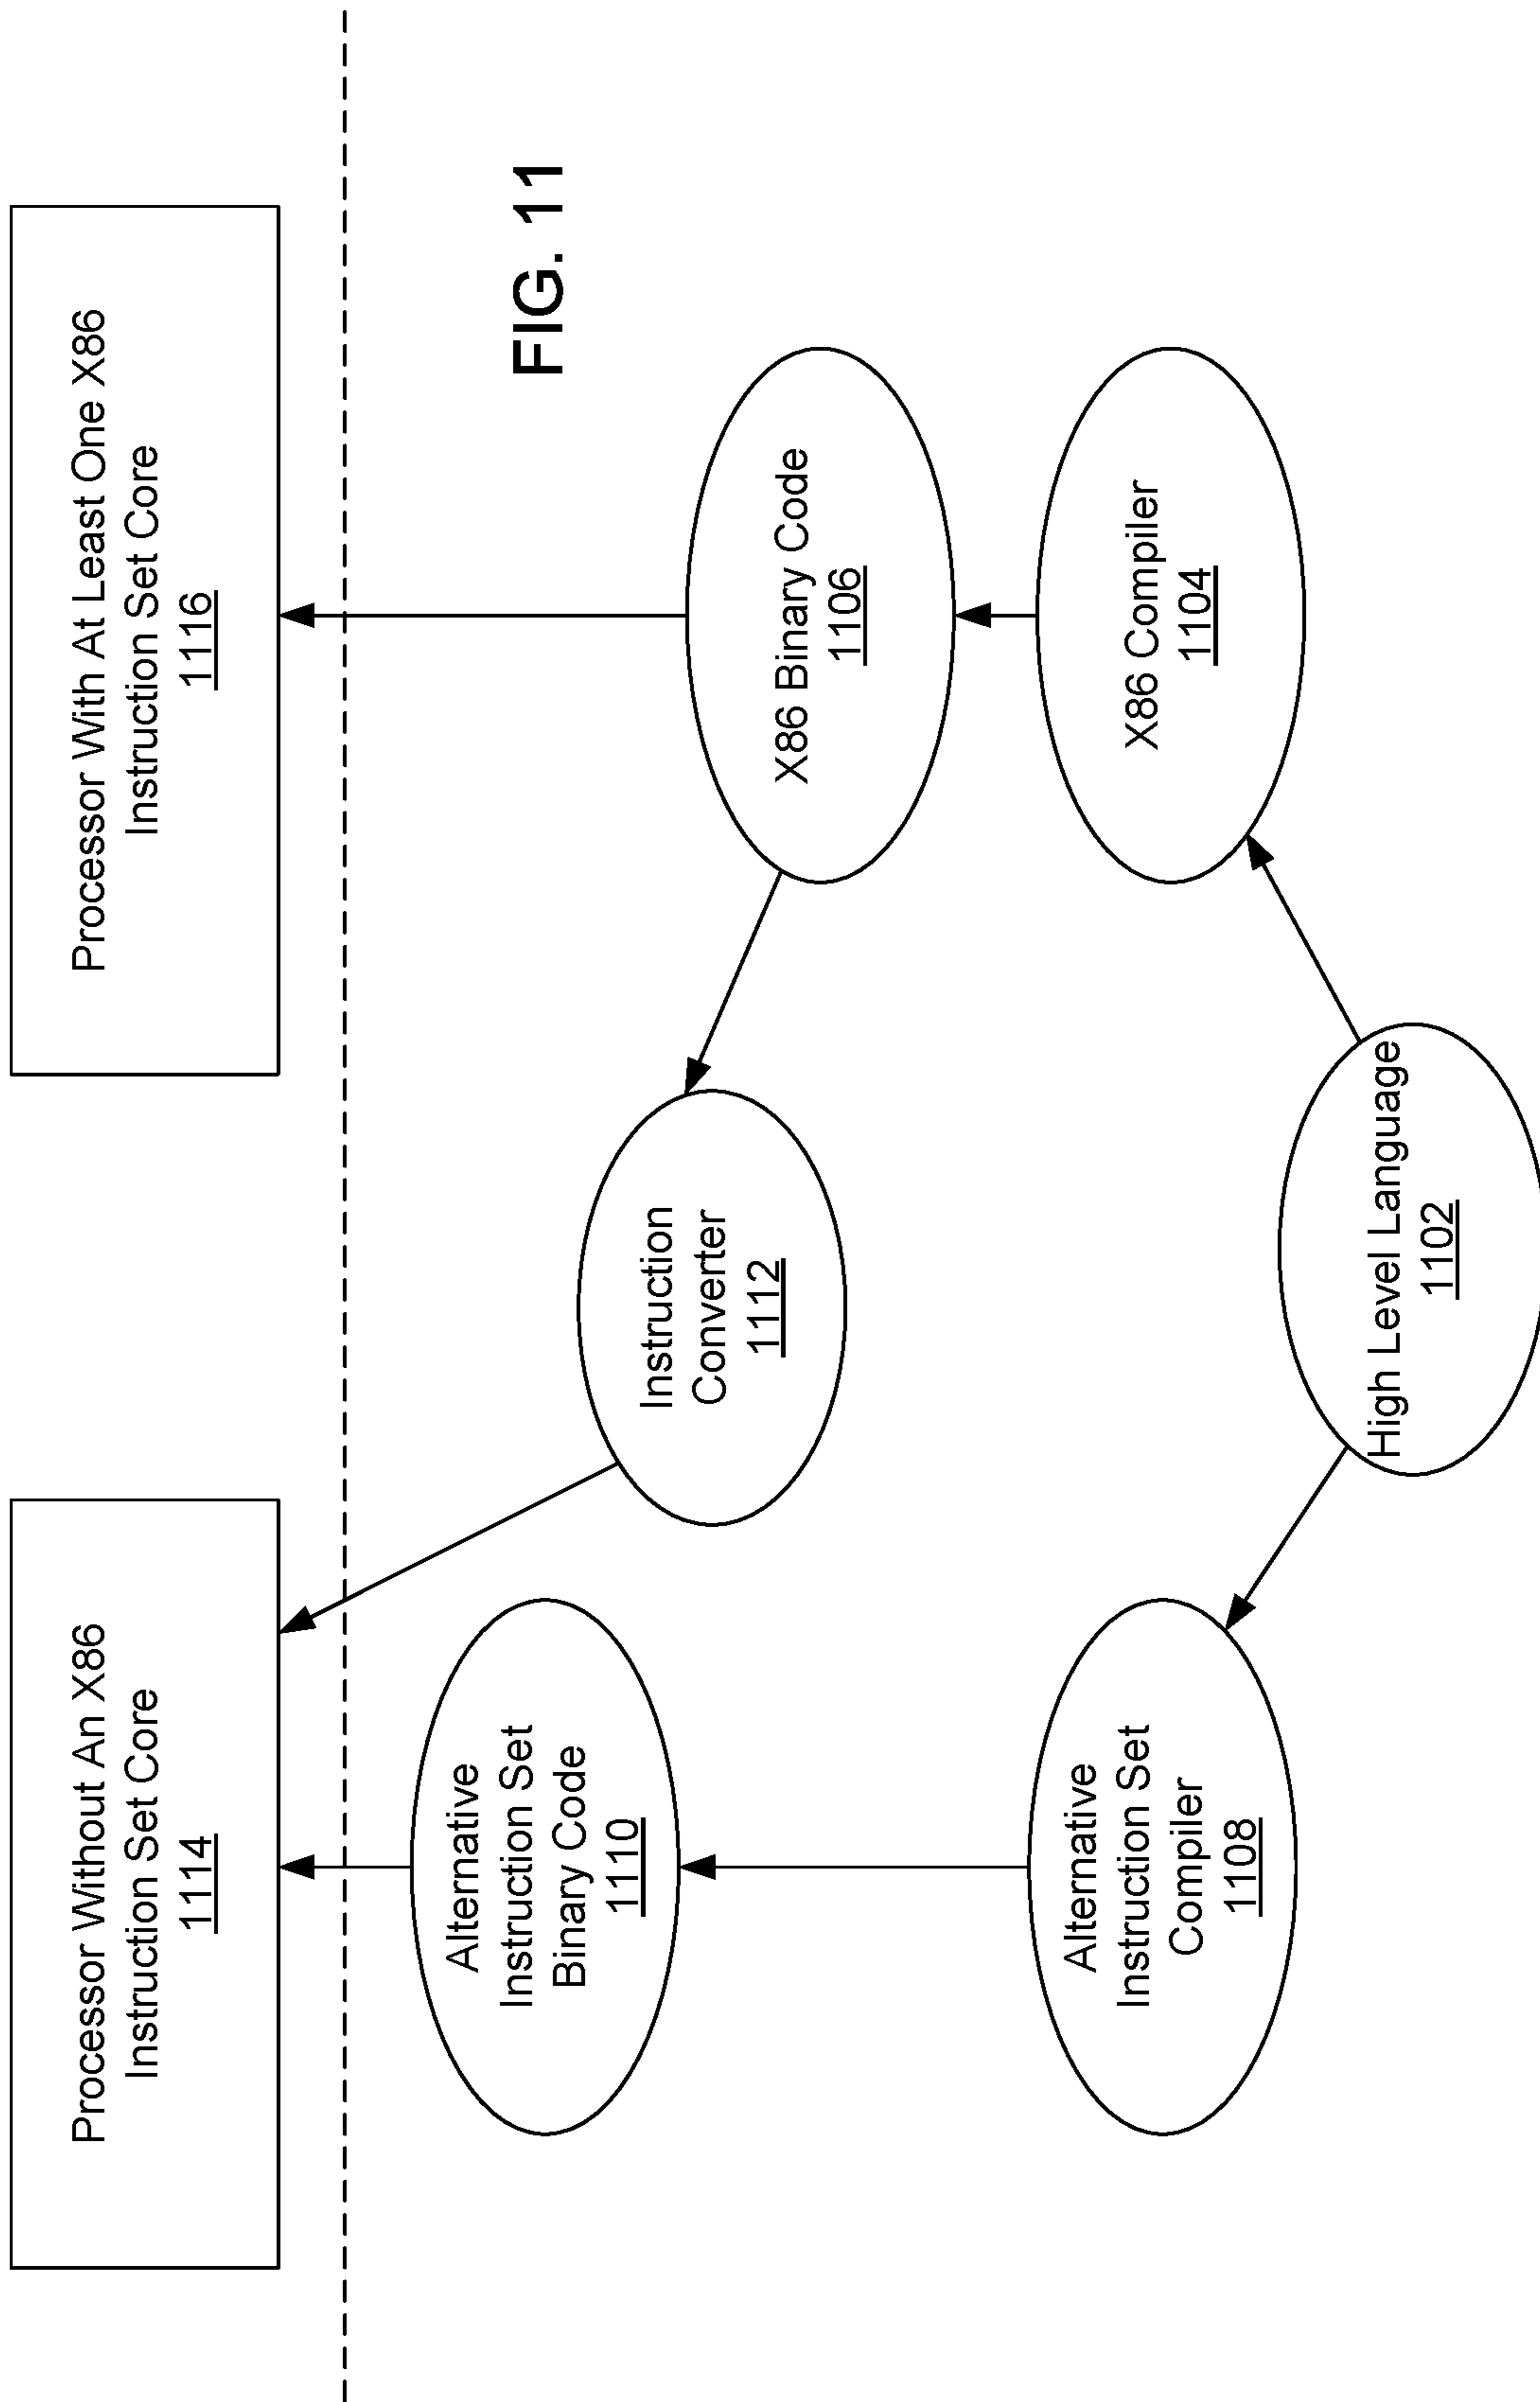 Processor Without An X86
Instruction Set Core
1114
Processor With At Least One X86
Instruction Set Core
1116
Alternative
Instruction Set
Binary Code
1110
FIG. 11
Instruction
Converter
1112
X86 Binary Code
1106
Alternative
Instruction Set
Compiler
1108
X86 Compiler
1104
High Level Language
1102